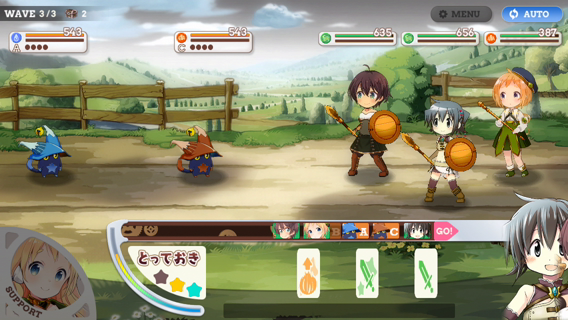 WAVE 3/3 2
MENU
AUTO
543
A
543
C
635
656
387
A C GO!
とっておき
SUPPORT